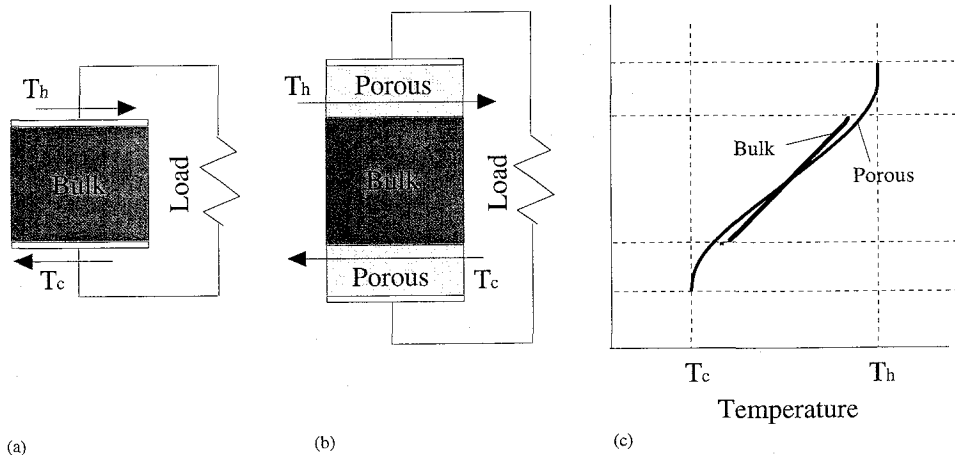 Th
Bulk
Tc
Load
(a)
Th
Porous
Bulk
Porous
Tc
Load
(b)
Bulk
Porous
Tc
Th
Temperature
(c)